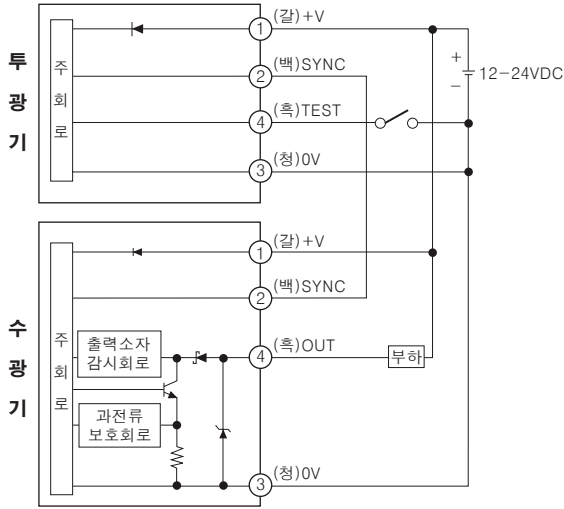 투광기
주회로
① (갈)+V
② (백)SYNC
④ (흑)TEST
③ (청)0V
+
−
12−24VDC
수광기
주회로
출력소자
감시회로
과전류
보호회로
① (갈)+V
② (백)SYNC
④ (흑)OUT
부하
③ (청)0V